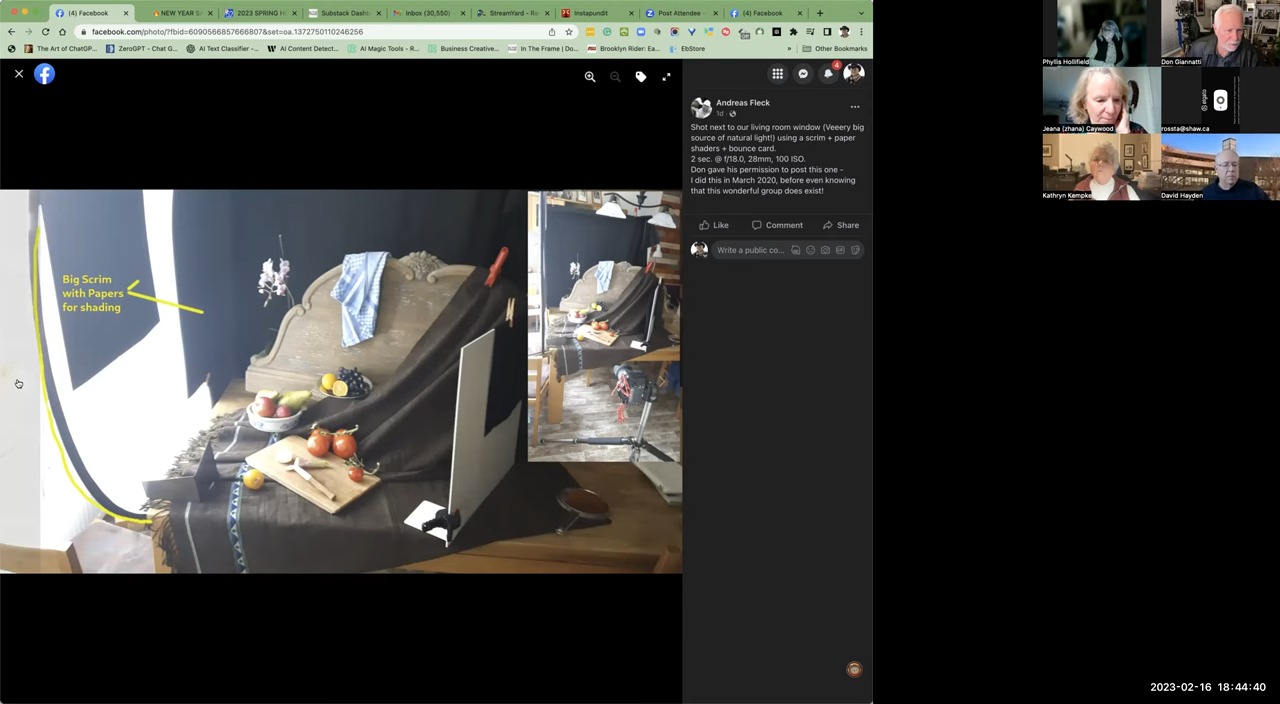 (4) Facebook
NEW YEAR S
2023 SPRING H
Substack Dashb
Inbox (30,550)
StreamYard - Re
Instapundit
Post Attendee -
(4) Facebook
facebook.com/photo/?fbid=6090566857666807&set=oa.1372750110246256
The Art of ChatGP...
ZeroGPT - Chat G...
AI Text Classifier -...
AI Content Detect...
AI Magic Tools - R...
Business Creative...
In The Frame | Do...
Brooklyn Rider: Ea...
EbStore
»
Other Bookmarks
4
Andreas Fleck
1d
Shot next to our living room window (Veeery big
source of natural light!) using a scrim + paper
shaders + bounce card.
2 sec. @ f/18.0, 28mm, 100 ISO.
Don gave his permission to post this one -
I did this in March 2020, before even knowing
that this wonderful group does exist!
Like
Comment
Share
Write a public co...
Big Scrim
with Papers
for shading
Phyllis Hollifield
Don Giannatti
Jeana (zhana) Caywood
rossta@shaw.ca
elgato
Kathryn Kempke
David Hayden
2023-02-16 18:44:40